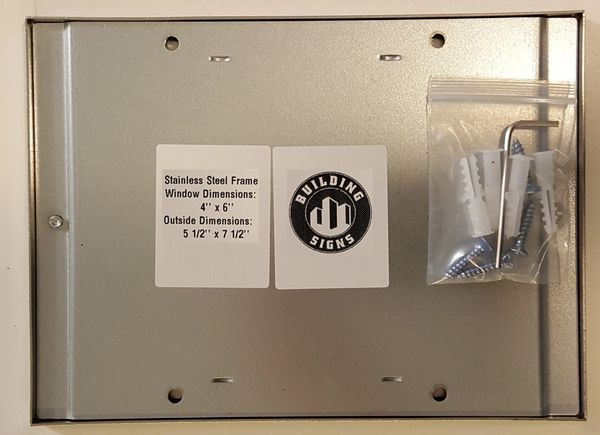 Stainless Steel Frame
Window Dimensions:
4'' x 6''
Outside Dimensions:
5 1/2'' x 7 1/2''
BUILDING
SIGNS